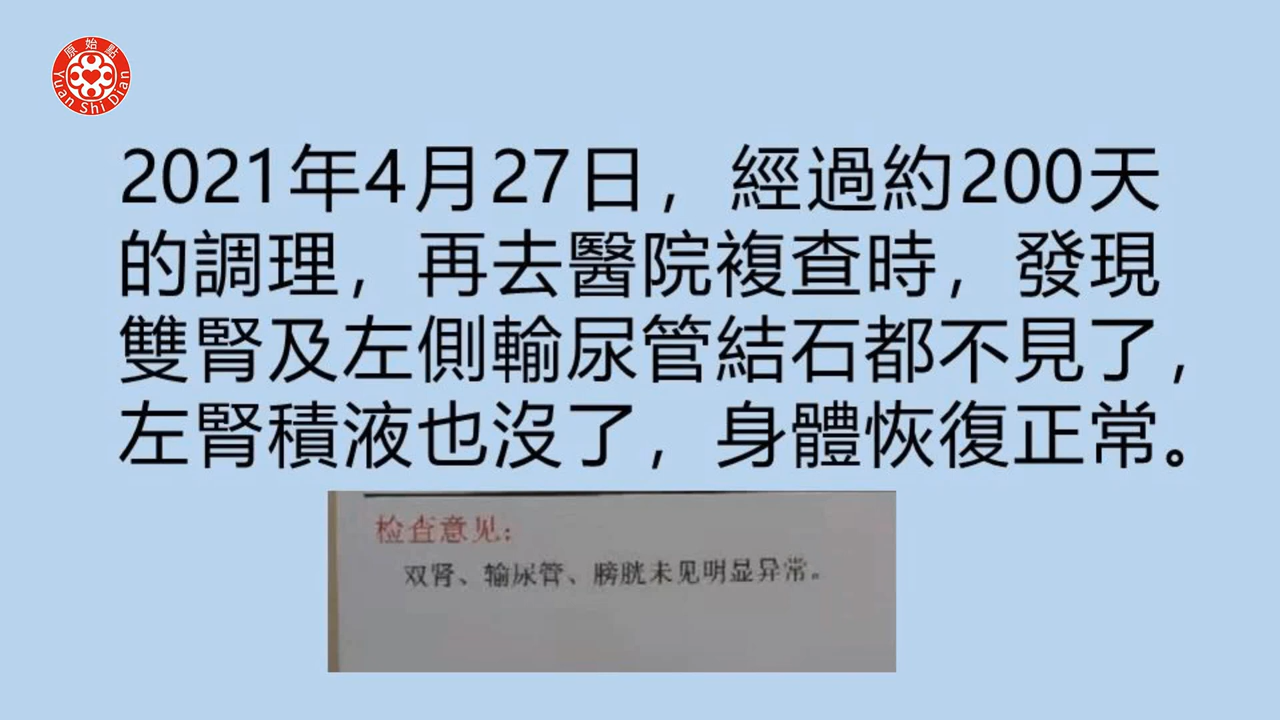 原始點
Yuan Shi Dian
2021年4月27日，經過約200天
的調理，再去醫院複查時，發現
雙腎及左側輸尿管結石都不見了，
左腎積液也沒了，身體恢復正常。
检查意见：
双肾、输尿管、膀胱未见明显异常。